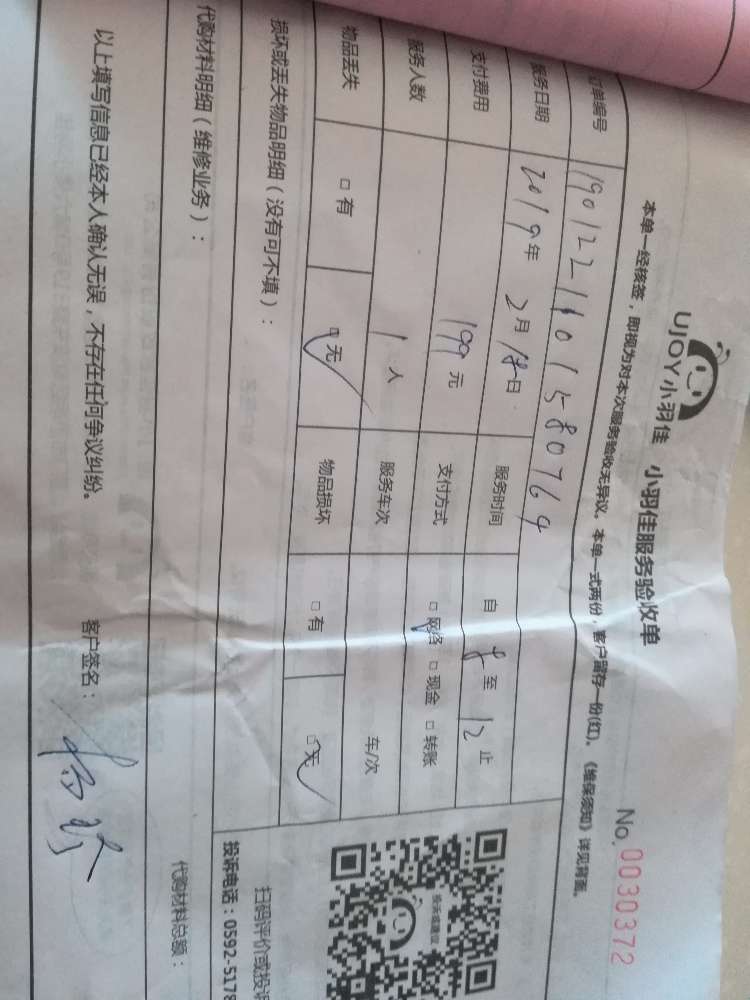 UJOY小羽佳 小羽佳服务验收单
No. 0030372
本单一经核签，即视为对本次服务验收无异议。本单一式两份，客户留存一份(红)。《维保须知》详见背面。
订单编号 190122110158076
服务日期 2019年 2月 18日 服务时间 自 8 至 12 止
支付费用 199 元 支付方式 □网络 □现金 □转账
服务人数 1 人 服务车次 车/次
物品丢失 □有 □无 物品损坏 □有 □无
损坏或丢失物品明细（没有可不填）：
投诉或建议
扫码评价或投诉
投诉电话：0592-5178
代购材料明细（维修业务）：
代购材料总额：
以上填写信息已经本人确认无误，不存在任何争议纠纷。 客户签名：